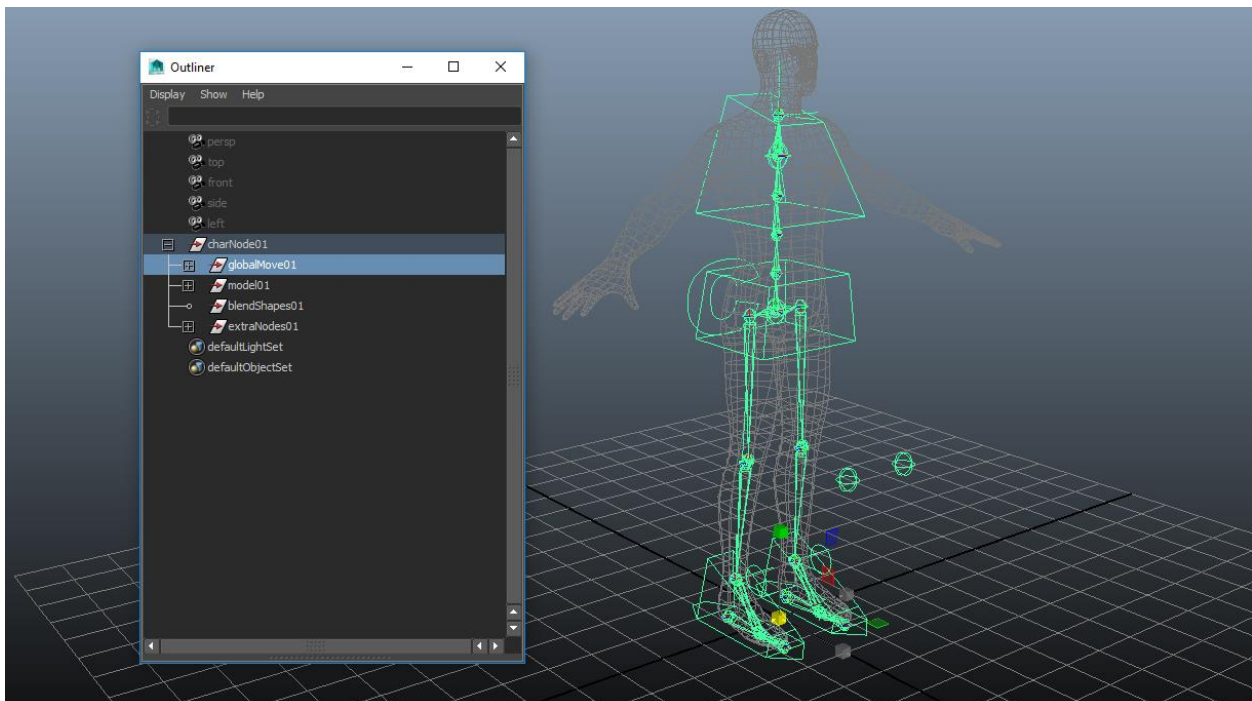 Outliner
Display Show Help
persp
top
front
side
left
charNode01
globalMove01
model01
blendShapes01
extraNodes01
defaultLightSet
defaultObjectSet